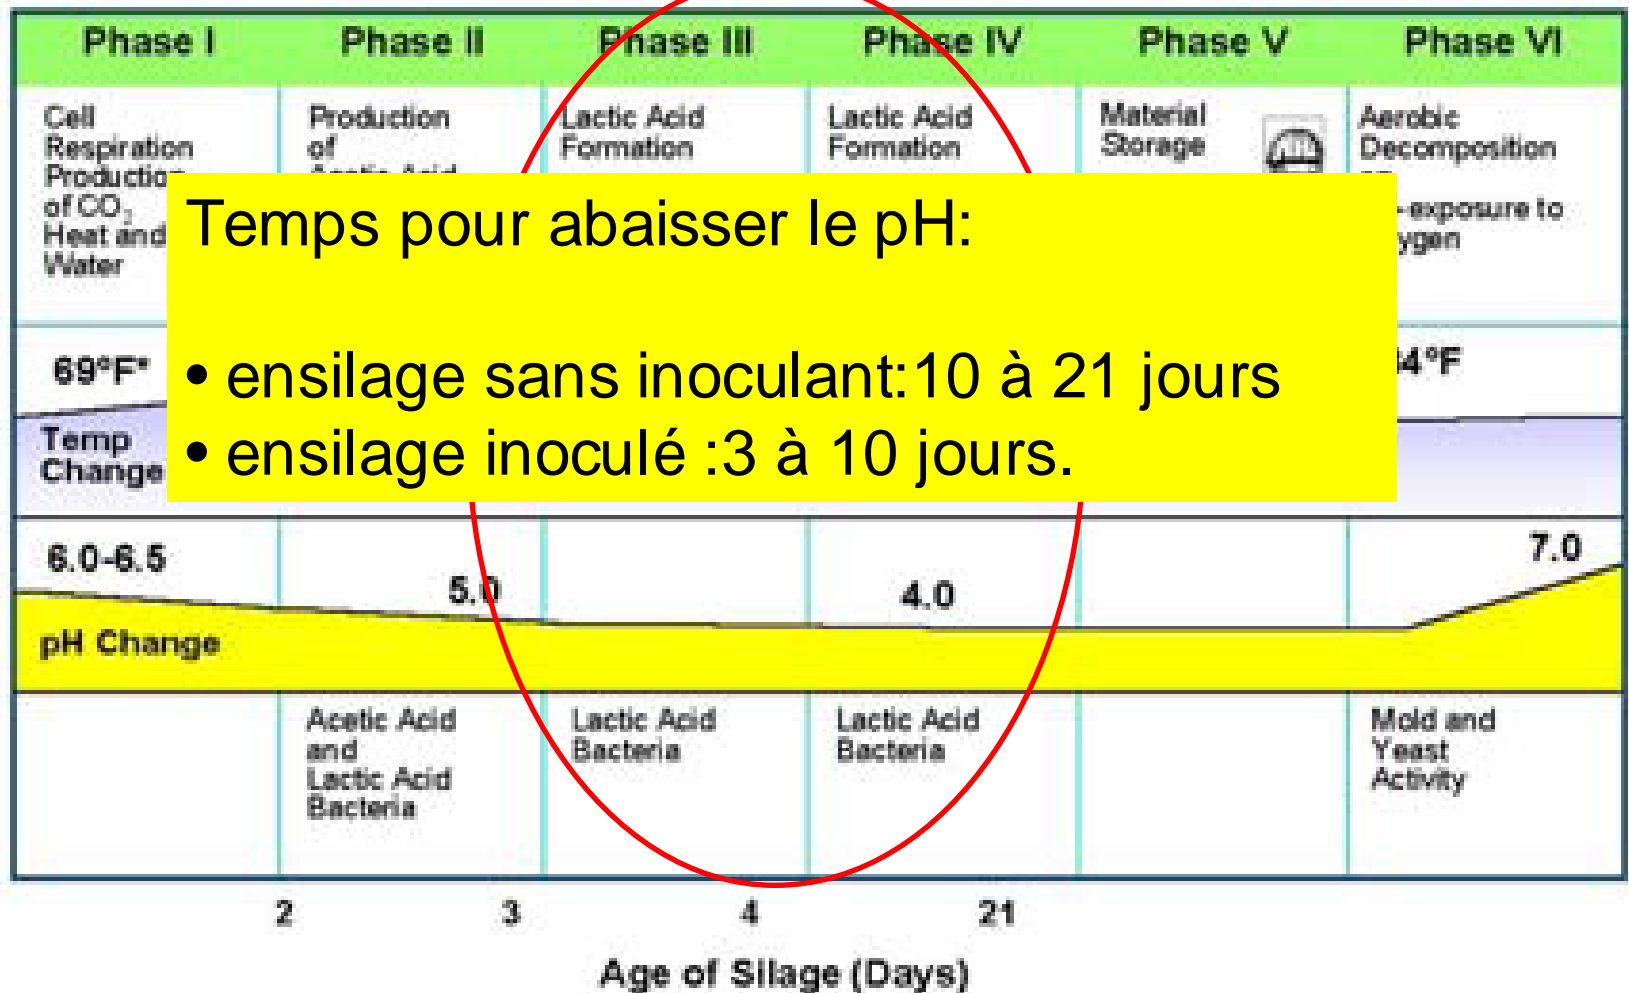 Phase I Phase II Phase III Phase IV Phase V Phase VI
Cell
Respiration
Production
of CO₂
Heat and
Water
Production
of
Acetic Acid
Lactic Acid
Formation
Lactic Acid
Formation
Material
Storage
Aerobic
Decomposition
-exposure to
Temps pour abaisser le pH:
• ensilage sans inoculant:10 à 21 jours
• ensilage inoculé :3 à 10 jours.
69°F*
4°F
Temp
Change
6.0-6.5
5.0
4.0
7.0
pH Change
Acetic Acid
and
Lactic Acid
Bacteria
Lactic Acid
Bacteria
Lactic Acid
Bacteria
Mold and
Yeast
Activity
2 3 4 21
Age of Silage (Days)